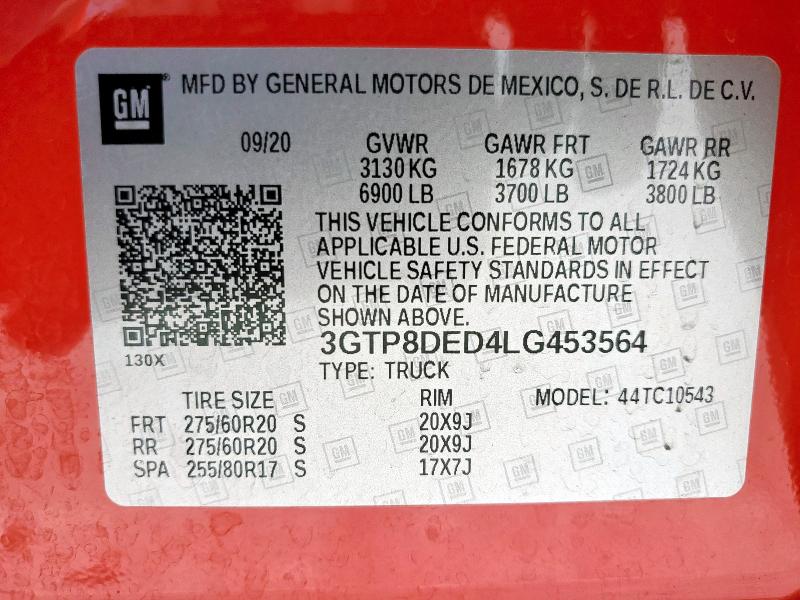 GM
MFD BY GENERAL MOTORS DE MEXICO, S. DE R.L. DE C.V.
09/20 GVWR GAWR FRT GAWR RR
3130 KG 1678 KG 1724 KG
6900 LB 3700 LB 3800 LB
THIS VEHICLE CONFORMS TO ALL
APPLICABLE U.S. FEDERAL MOTOR
VEHICLE SAFETY STANDARDS IN EFFECT
ON THE DATE OF MANUFACTURE
SHOWN ABOVE.
3GTP8DED4LG453564
130X
TYPE: TRUCK
TIRE SIZE RIM MODEL: 44TC10543
FRT 275/60R20 S 20X9J
RR 275/60R20 S 20X9J
SPA 255/80R17 S 17X7J